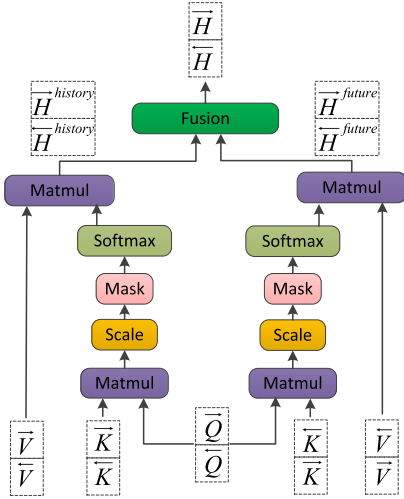 H→
H←
H→ history
H← history
H→ future
H← future
Fusion
Matmul
Matmul
Softmax
Softmax
Mask
Mask
Scale
Scale
Matmul
Matmul
V→
V←
K→
K←
Q→
Q←
K←
K→
V←
V→